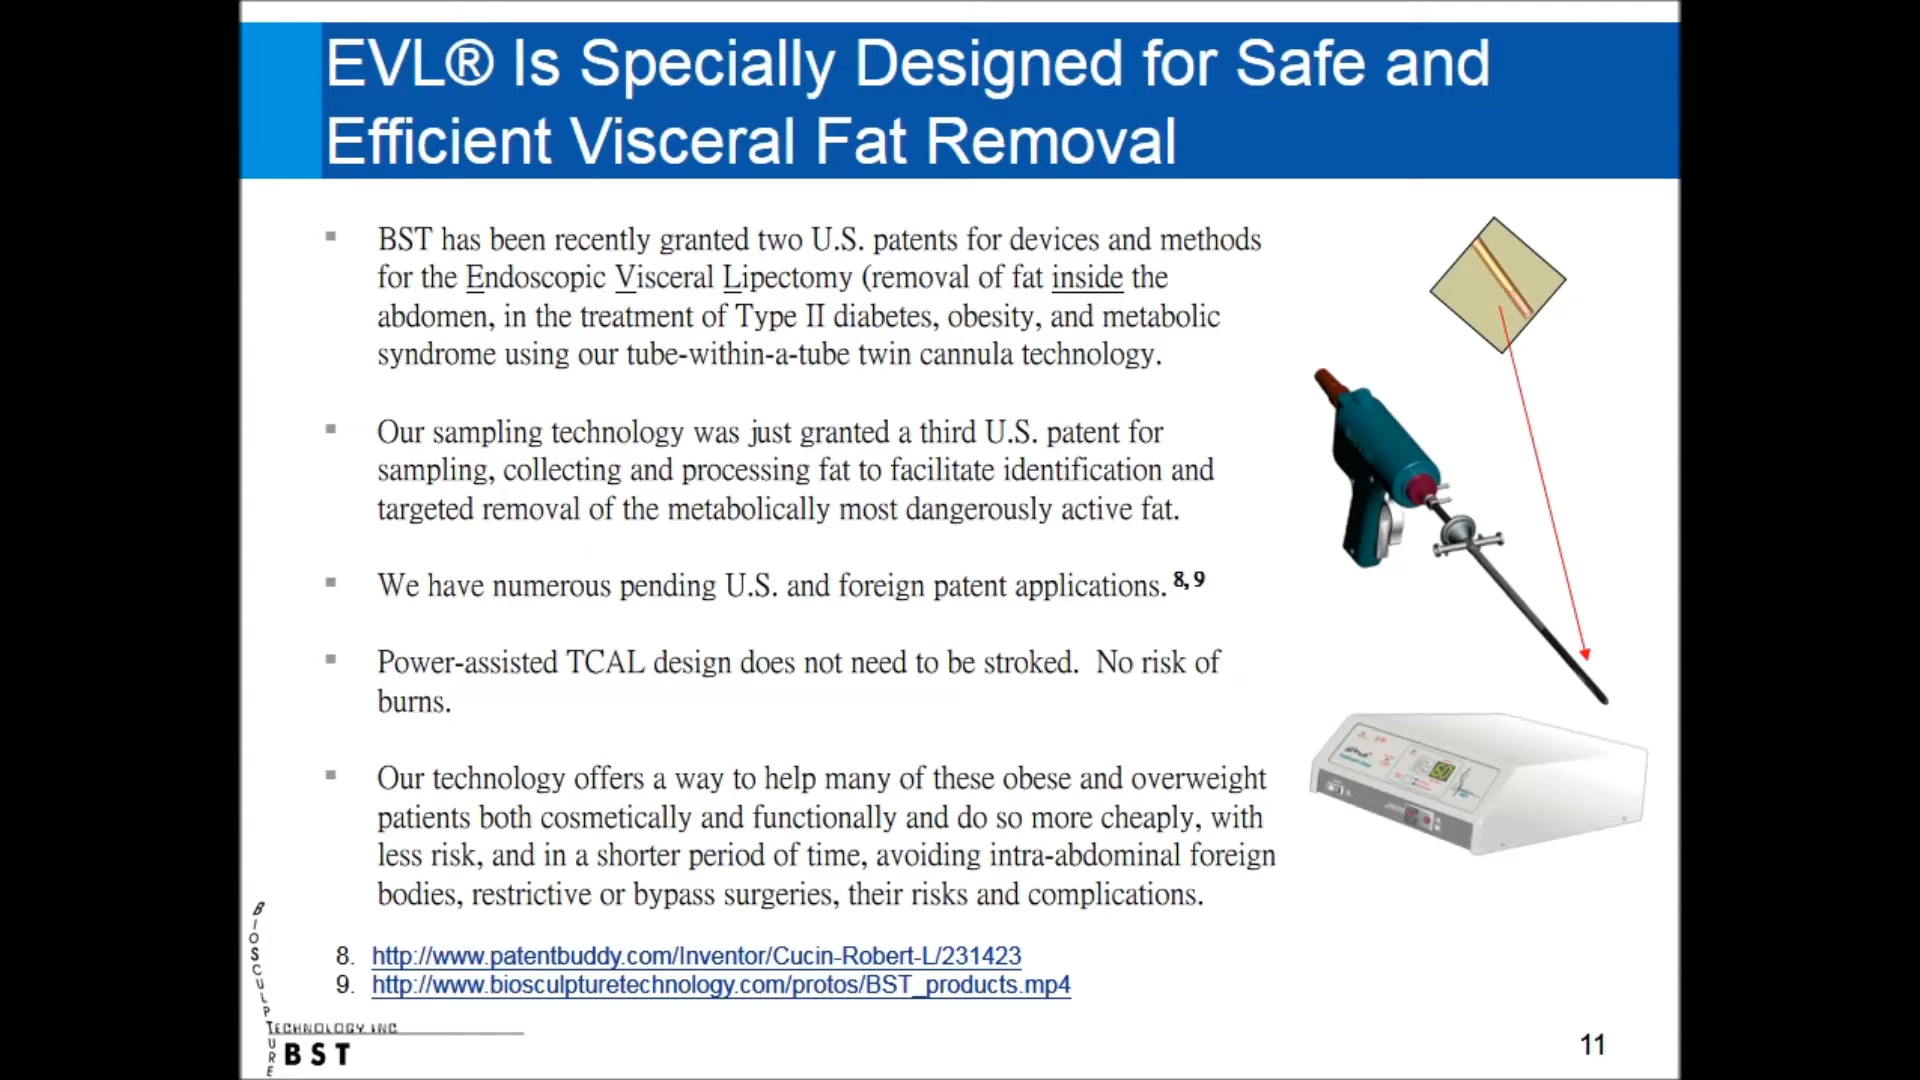 EVL® Is Specially Designed for Safe and
Efficient Visceral Fat Removal
▪ BST has been recently granted two U.S. patents for devices and methods
for the Endoscopic Visceral Lipectomy (removal of fat inside the
abdomen, in the treatment of Type II diabetes, obesity, and metabolic
syndrome using our tube-within-a-tube twin cannula technology.
▪ Our sampling technology was just granted a third U.S. patent for
sampling, collecting and processing fat to facilitate identification and
targeted removal of the metabolically most dangerously active fat.
▪ We have numerous pending U.S. and foreign patent applications. 8, 9
▪ Power-assisted TCAL design does not need to be stroked. No risk of
burns.
▪ Our technology offers a way to help many of these obese and overweight
patients both cosmetically and functionally and do so more cheaply, with
less risk, and in a shorter period of time, avoiding intra-abdominal foreign
bodies, restrictive or bypass surgeries, their risks and complications.
8. http://www.patentbuddy.com/Inventor/Cucin-Robert-L/231423
9. http://www.biosculpturetechnology.com/protos/BST_products.mp4
BIOSCULPTURE
TECHNOLOGY, INC.
BST
11